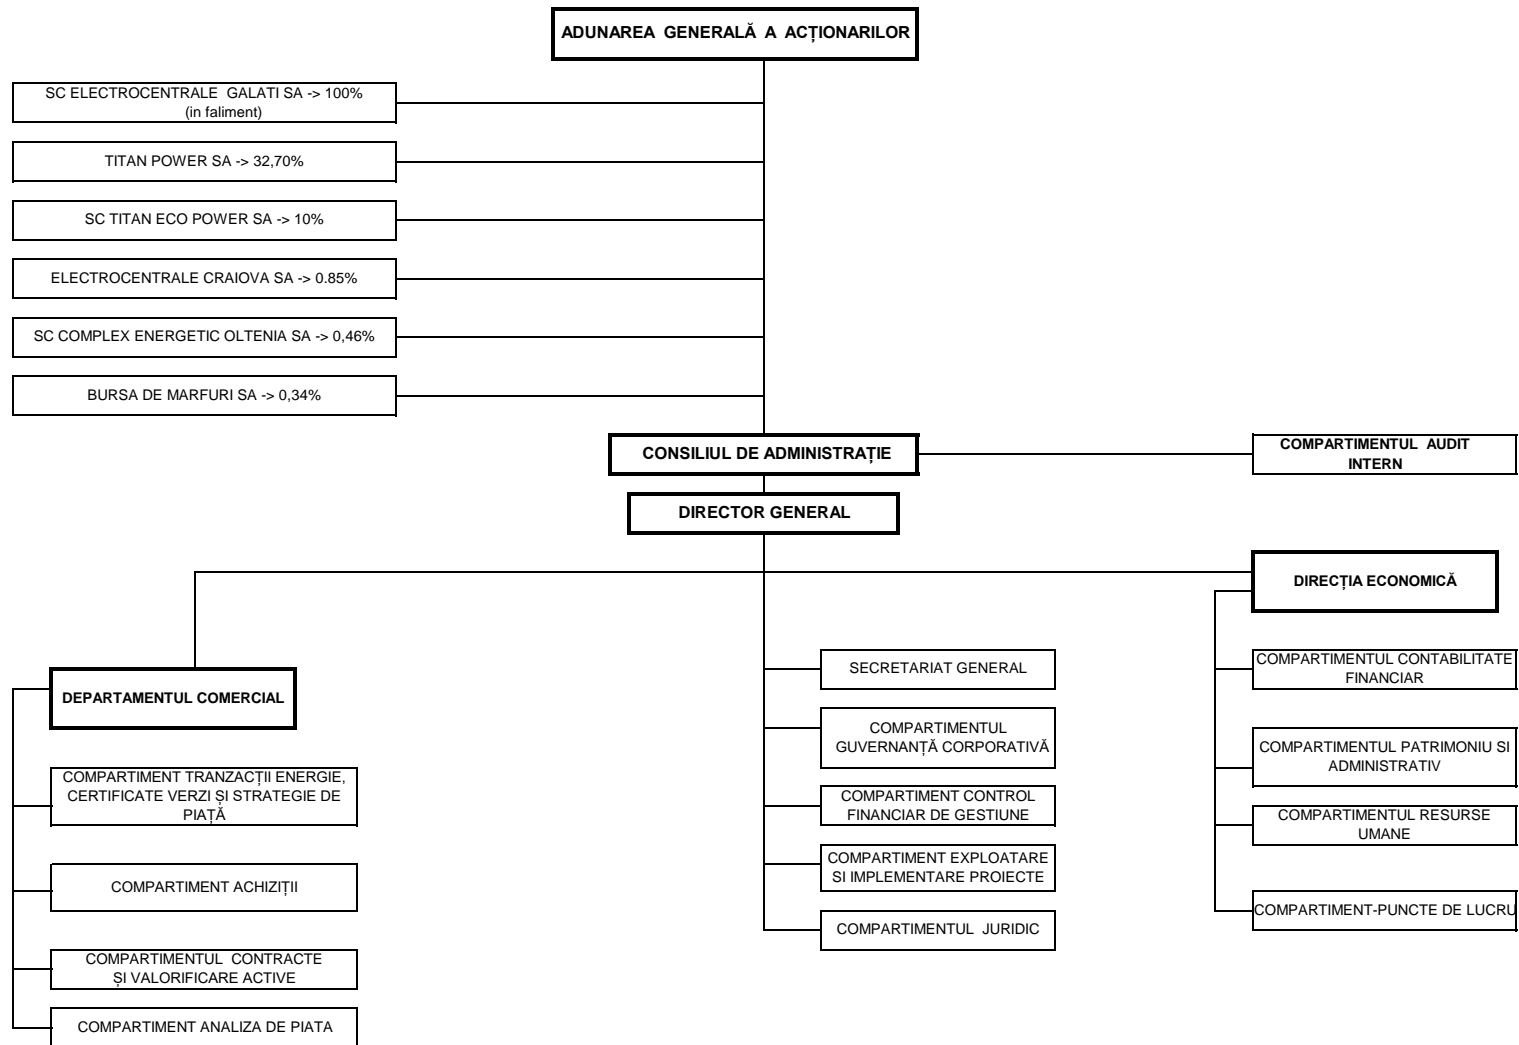 ADUNAREA GENERALĂ A ACȚIONARILOR
SC ELECTROCENTRALE GALATI SA -> 100%
(in faliment)
TITAN POWER SA -> 32,70%
SC TITAN ECO POWER SA -> 10%
ELECTROCENTRALE CRAIOVA SA -> 0.85%
SC COMPLEX ENERGETIC OLTENIA SA -> 0,46%
BURSA DE MARFURI SA -> 0,34%
CONSILIUL DE ADMINISTRAȚIE
COMPARTIMENTUL AUDIT
INTERN
DIRECTOR GENERAL
DIRECȚIA ECONOMICĂ
DEPARTAMENTUL COMERCIAL
COMPARTIMENT TRANZACȚII ENERGIE,
CERTIFICATE VERZI ȘI STRATEGIE DE
PIAȚĂ
COMPARTIMENT ACHIZIȚII
COMPARTIMENTUL CONTRACTE
ȘI VALORIFICARE ACTIVE
COMPARTIMENT ANALIZA DE PIATA
SECRETARIAT GENERAL
COMPARTIMENTUL
GUVERNANȚĂ CORPORATIVĂ
COMPARTIMENT CONTROL
FINANCIAR DE GESTIUNE
COMPARTIMENT EXPLOATARE
SI IMPLEMENTARE PROIECTE
COMPARTIMENTUL JURIDIC
COMPARTIMENTUL CONTABILITATE
FINANCIAR
COMPARTIMENTUL PATRIMONIU SI
ADMINISTRATIV
COMPARTIMENTUL RESURSE
UMANE
COMPARTIMENT-PUNCTE DE LUCRU